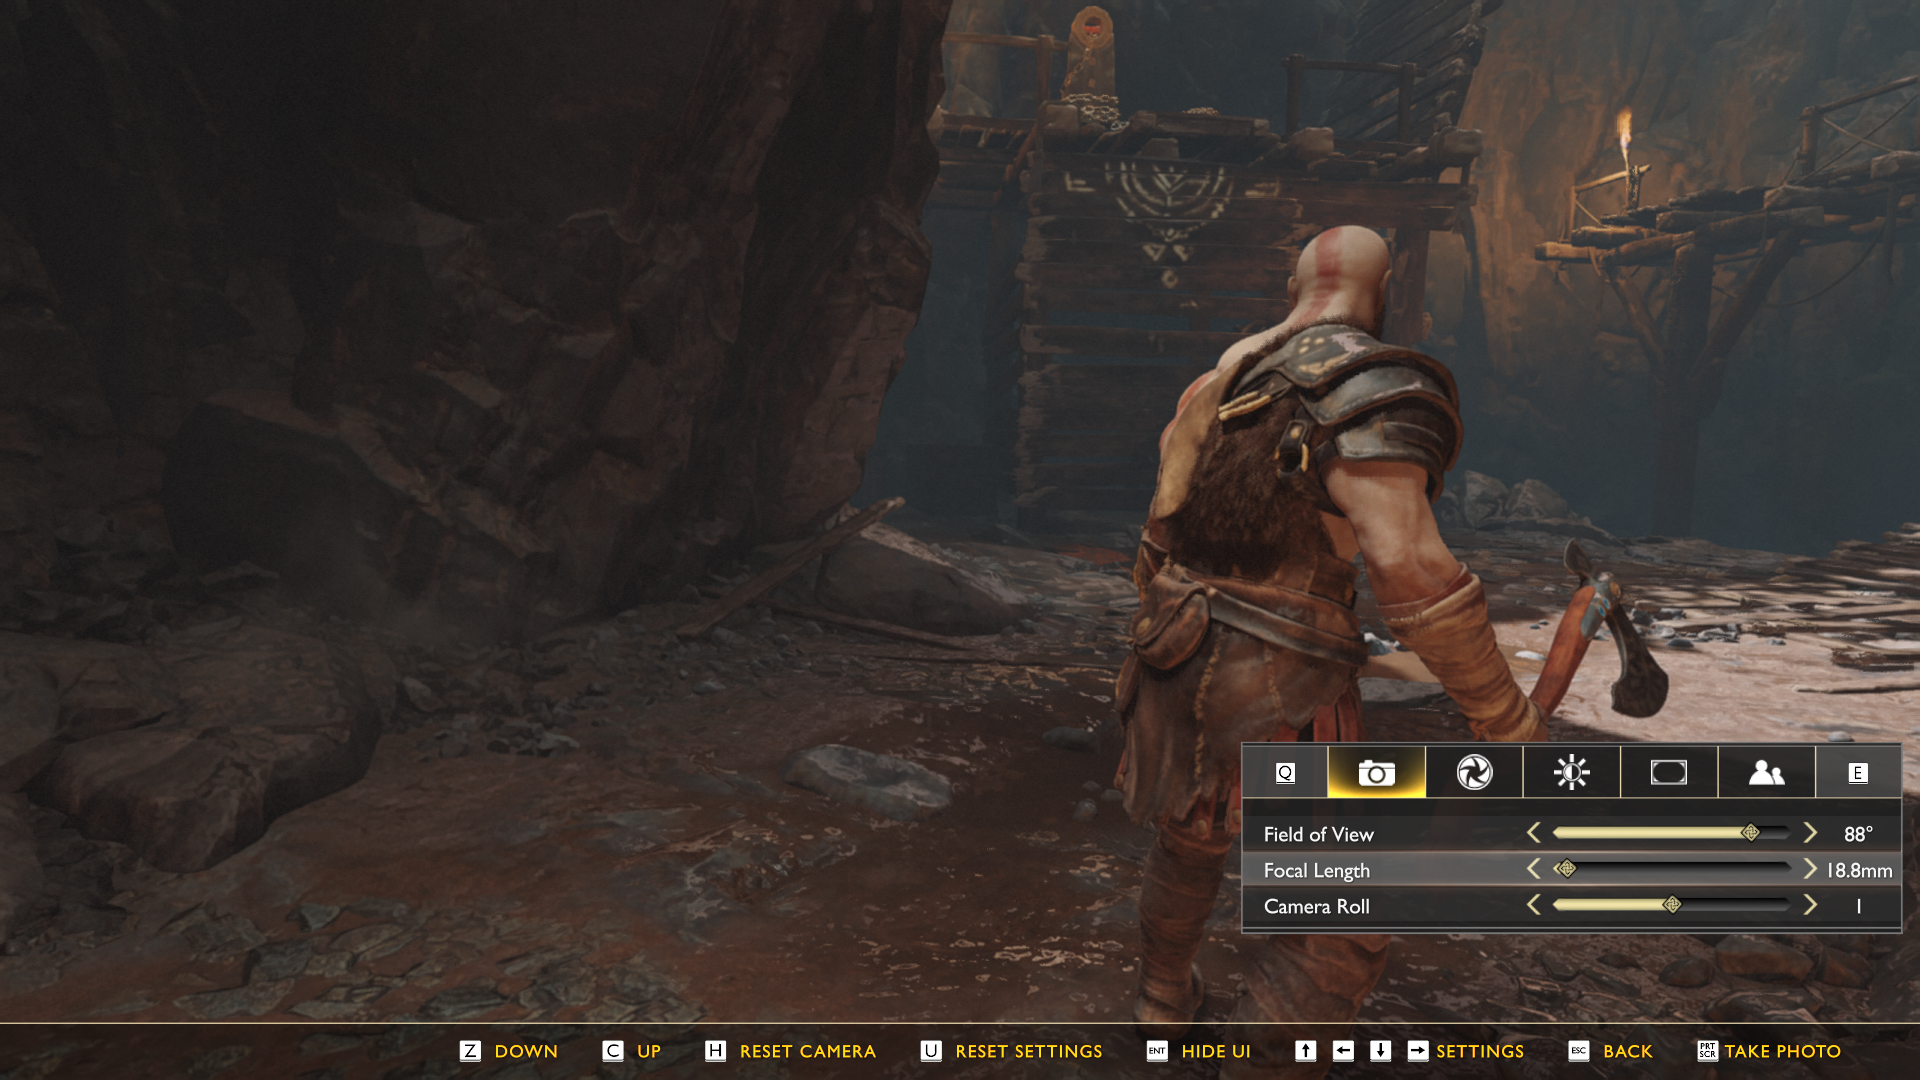 Q E
Field of View 88°
Focal Length 18.8mm
Camera Roll 1
Z DOWN C UP H RESET CAMERA U RESET SETTINGS ENT HIDE UI ↑ ← ↓ → SETTINGS ESC BACK PRT SCR TAKE PHOTO